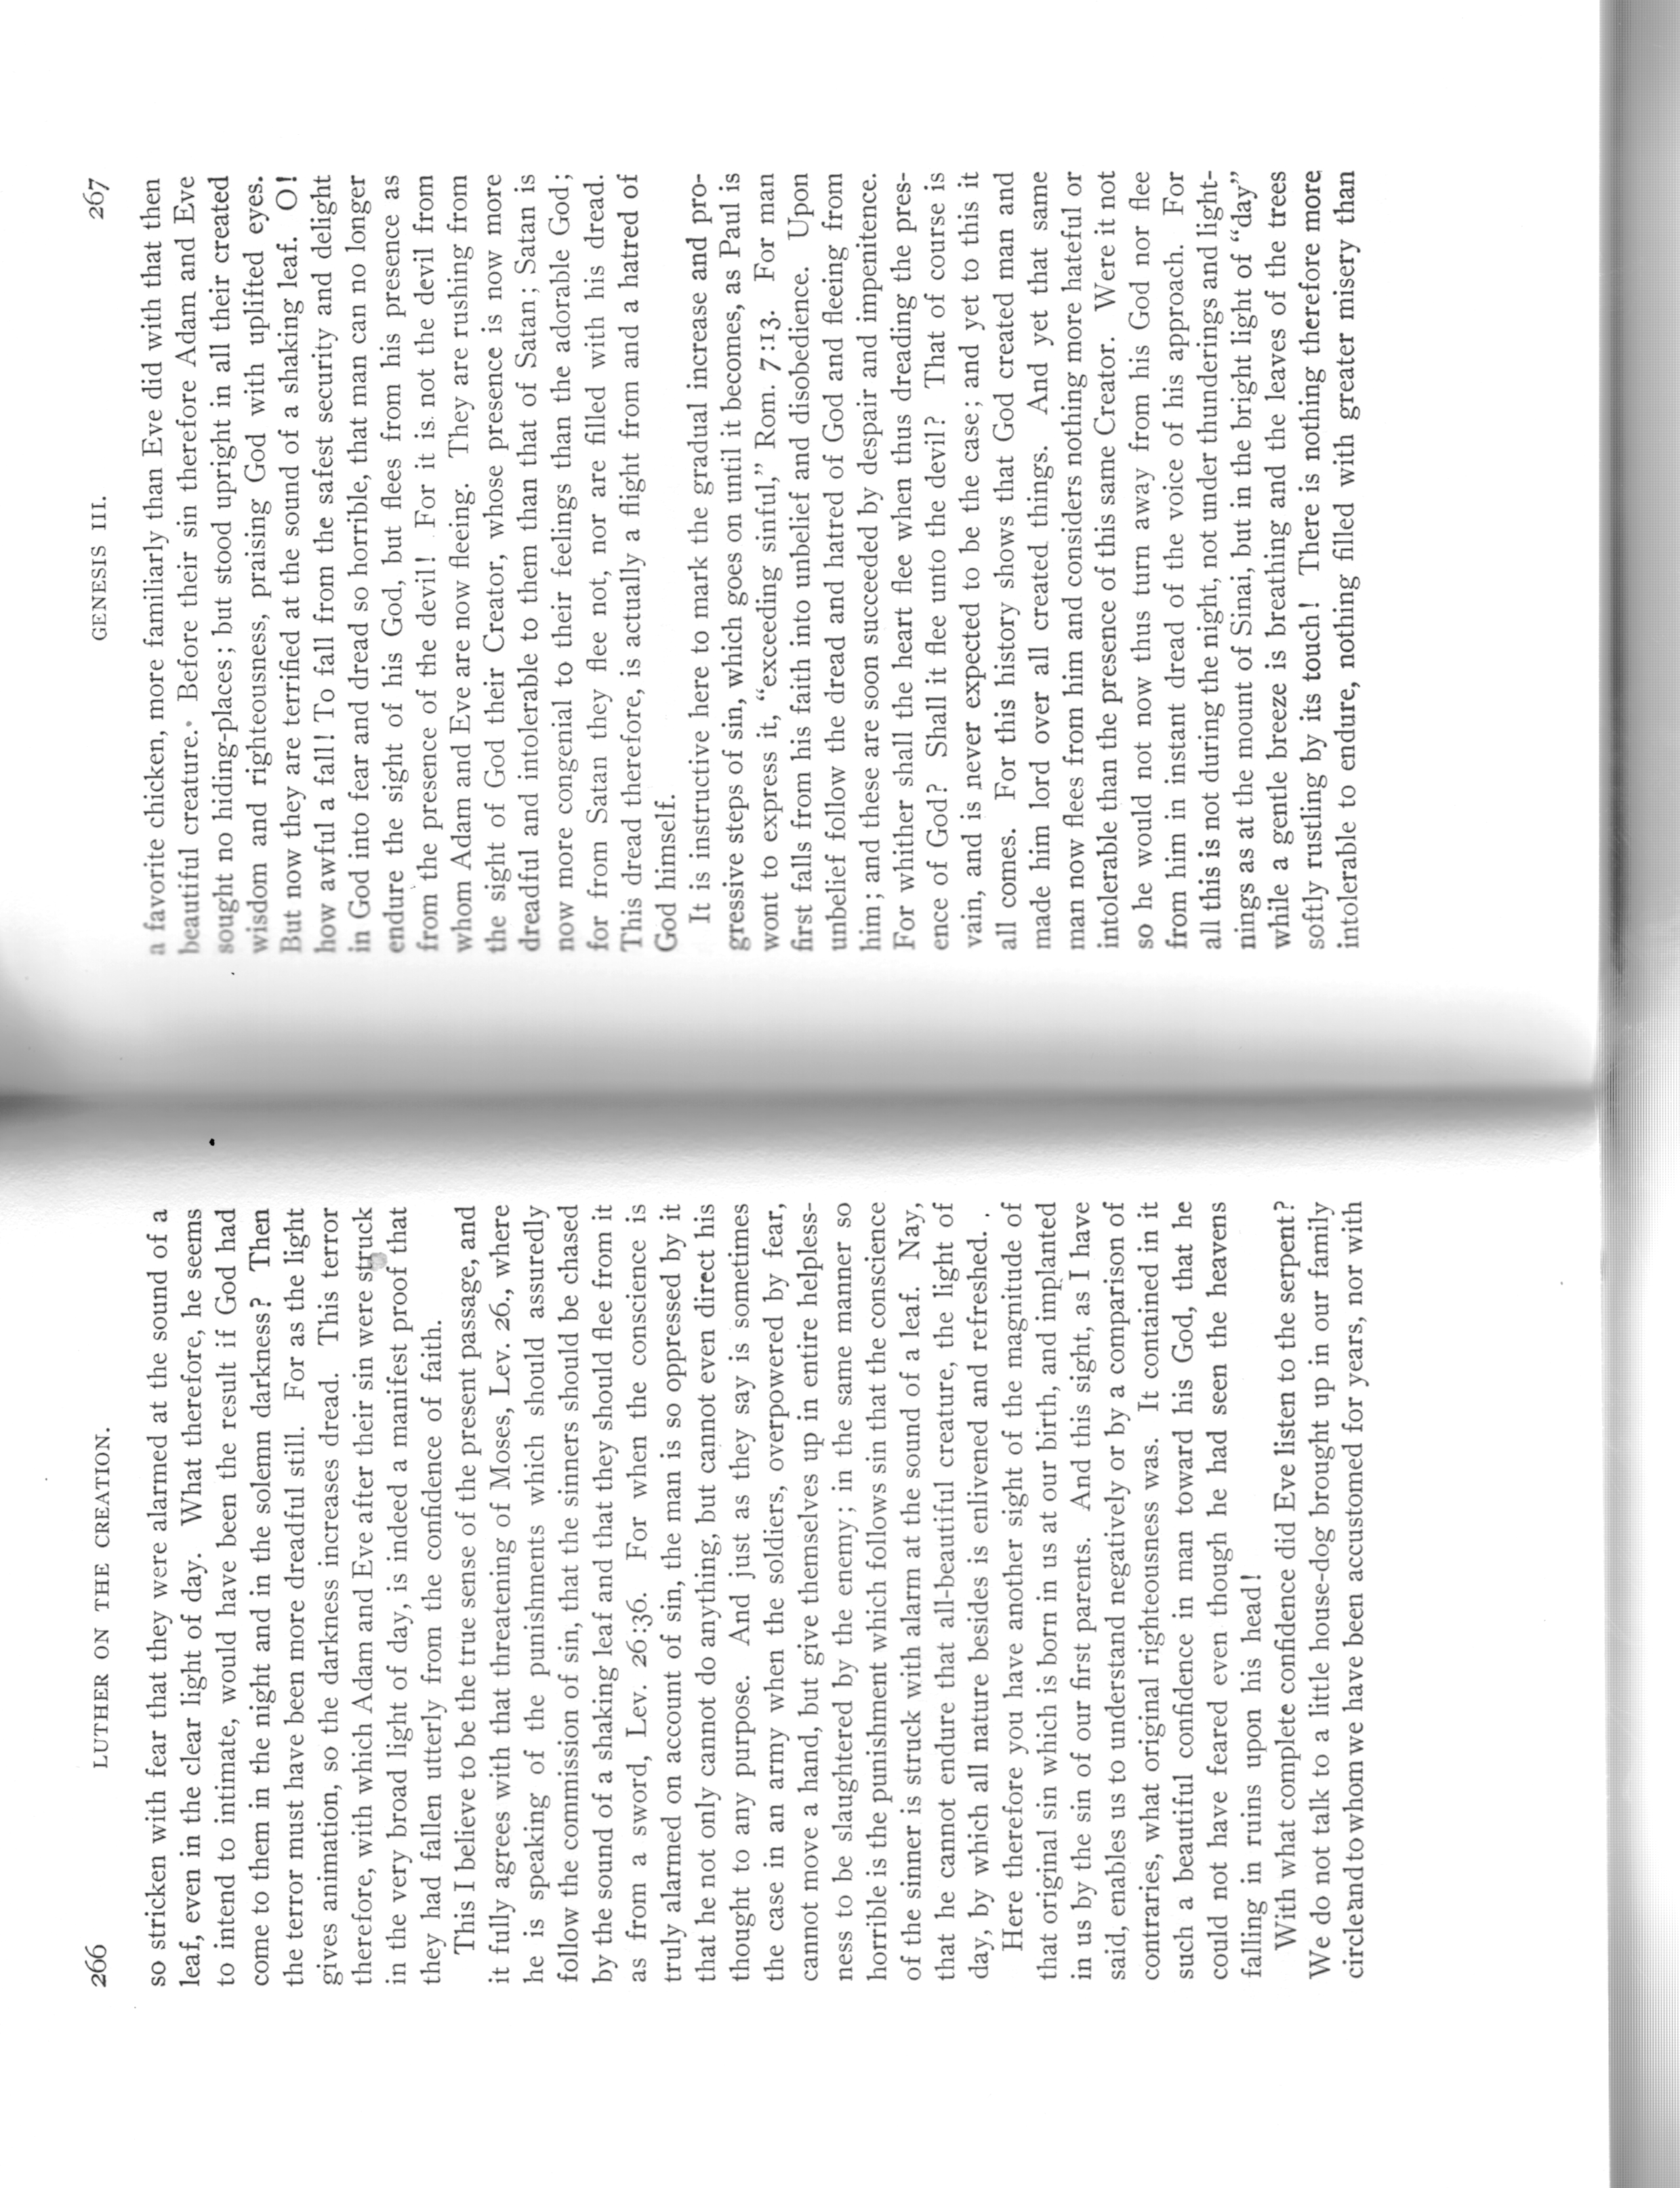 266 LUTHER ON THE CREATION.
so stricken with fear that they were alarmed at the sound of a
leaf, even in the clear light of day. What therefore, he seems
to intend to intimate, would have been the result if God had
come to them in the night and in the solemn darkness? Then
the terror must have been more dreadful still. For as the light
gives animation, so the darkness increases dread. This terror
therefore, with which Adam and Eve after their sin were struck
in the very broad light of day, is indeed a manifest proof that
they had fallen utterly from the confidence of faith.
This I believe to be the true sense of the present passage, and
it fully agrees with that threatening of Moses, Lev. 26., where
he is speaking of the punishments which should assuredly
follow the commission of sin, that the sinners should be chased
by the sound of a shaking leaf and that they should flee from it
as from a sword, Lev. 26:36. For when the conscience is
truly alarmed on account of sin, the man is so oppressed by it
that he not only cannot do anything, but cannot even direct his
thought to any purpose. And just as they say is sometimes
the case in an army when the soldiers, overpowered by fear,
cannot move a hand, but give themselves up in entire helpless-
ness to be slaughtered by the enemy; in the same manner so
horrible is the punishment which follows sin that the conscience
of the sinner is struck with alarm at the sound of a leaf. Nay,
that he cannot endure that all-beautiful creature, the light of
day, by which all nature besides is enlivened and refreshed.
Here therefore you have another sight of the magnitude of
that original sin which is born in us at our birth, and implanted
in us by the sin of our first parents. And this sight, as I have
said, enables us to understand negatively or by a comparison of
contraries, what original righteousness was. It contained in it
such a beautiful confidence in man toward his God, that he
could not have feared even though he had seen the heavens
falling in ruins upon his head!
With what complete confidence did Eve listen to the serpent?
We do not talk to a little house-dog brought up in our family
circle and to whom we have been accustomed for years, nor with
GENESIS III. 267
a favorite chicken, more familiarly than Eve did with that then
beautiful creature. Before their sin therefore Adam and Eve
sought no hiding-places; but stood upright in all their created
wisdom and righteousness, praising God with uplifted eyes.
But now they are terrified at the sound of a shaking leaf. O!
how awful a fall! To fall from the safest security and delight
in God into fear and dread so horrible, that man can no longer
endure the sight of his God, but flees from his presence as
from the presence of the devil! For it is not the devil from
whom Adam and Eve are now fleeing. They are rushing from
the sight of God their Creator, whose presence is now more
dreadful and intolerable to them than that of Satan; Satan is
now more congenial to their feelings than the adorable God;
for from Satan they flee not, nor are filled with his dread.
This dread therefore, is actually a flight from and a hatred of
God himself.
It is instructive here to mark the gradual increase and pro-
gressive steps of sin, which goes on until it becomes, as Paul is
wont to express it, “exceeding sinful,” Rom. 7:13. For man
first falls from his faith into unbelief and disobedience. Upon
unbelief follow the dread and hatred of God and fleeing from
him; and these are soon succeeded by despair and impenitence.
For whither shall the heart flee when thus dreading the pres-
ence of God? Shall it flee unto the devil? That of course is
vain, and is never expected to be the case; and yet to this it
all comes. For this history shows that God created man and
made him lord over all created things. And yet that same
man now flees from him and considers nothing more hateful or
intolerable than the presence of this same Creator. Were it not
so he would not now thus turn away from his God nor flee
from him in instant dread of the voice of his approach. For
all this is not during the night, not under thunderings and light-
nings as at the mount of Sinai, but in the bright light of “day”
while a gentle breeze is breathing and the leaves of the trees
softly rustling by its touch! There is nothing therefore more
intolerable to endure, nothing filled with greater misery than